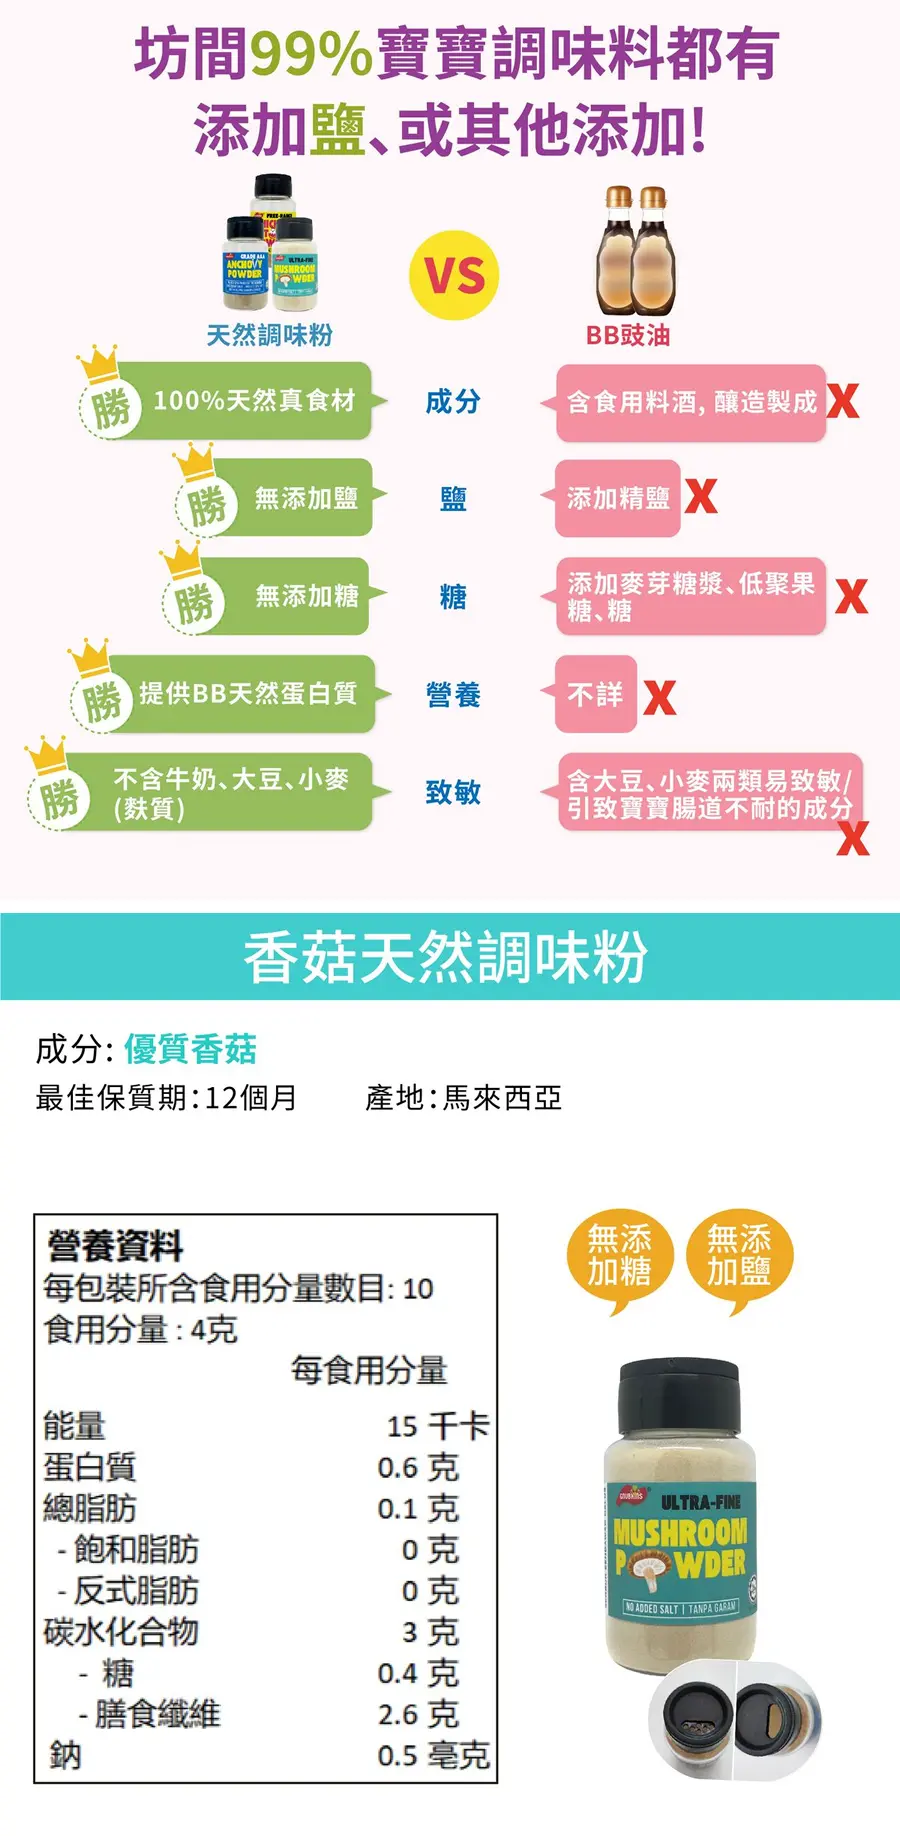 坊間99%寶寶調味料都有
添加鹽、或其他添加!
FREE-RANGE
GRADE AAA
ANCHOVY
POWDER
ULTRA-FINE
MUSHROOM
POWDER
VS
天然調味粉
BB豉油
勝
100%天然真食材
成分
含食用料酒, 釀造製成
X
勝
無添加鹽
鹽
添加精鹽
X
勝
無添加糖
糖
添加麥芽糖漿、低聚果
糖、糖
X
勝
提供BB天然蛋白質
營養
不詳
X
勝
不含牛奶、大豆、小麥
(麩質)
致敏
含大豆、小麥兩類易致敏/
引致寶寶腸道不耐的成分
X
香菇天然調味粉
成分: 優質香菇
最佳保質期:12個月 產地:馬來西亞
營養資料
每包裝所含食用分量數目: 10
食用分量 : 4克
每食用分量
能量 15 千卡
蛋白質 0.6 克
總脂肪 0.1 克
- 飽和脂肪 0 克
- 反式脂肪 0 克
碳水化合物 3 克
- 糖 0.4 克
- 膳食纖維 2.6 克
鈉 0.5 毫克
無添
加糖
無添
加鹽
ULTRA-FINE
MUSHROOM
POWDER
NO ADDED SALT | TANPA GARAM